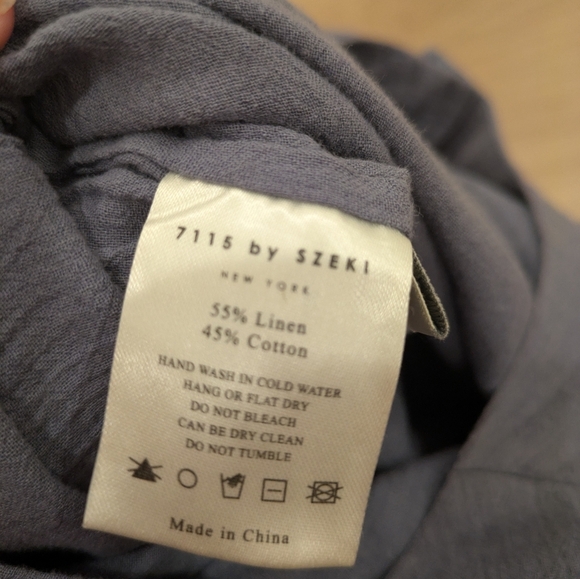 7115 by SZEKI
NEW YORK
55% Linen
45% Cotton
HAND WASH IN COLD WATER
HANG OR FLAT DRY
DO NOT BLEACH
CAN BE DRY CLEAN
DO NOT TUMBLE
Made in China